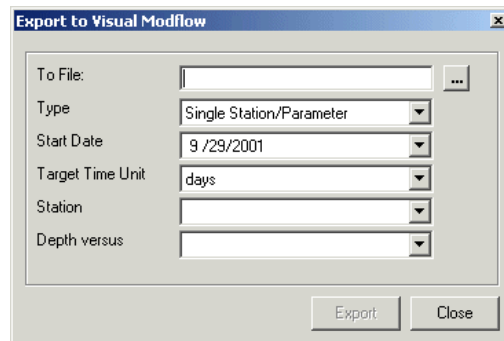 Export to Visual Modflow
To File:
...
Type Single Station/Parameter
Start Date 9 /29/2001
Target Time Unit days
Station
Depth versus
Export Close